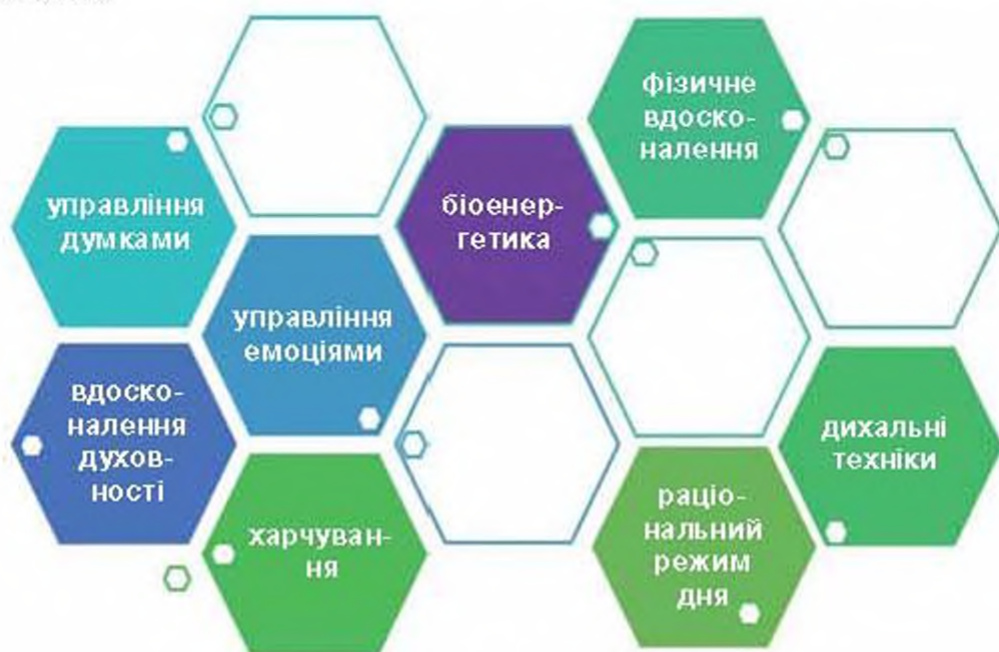 фізичне
вдоско-
налення
управління
думками
біоенер-
гетика
управління
емоціями
вдоско-
налення
духов-
ності
дихальні
техніки
харчуван-
ня
раціо-
нальний
режим
дня